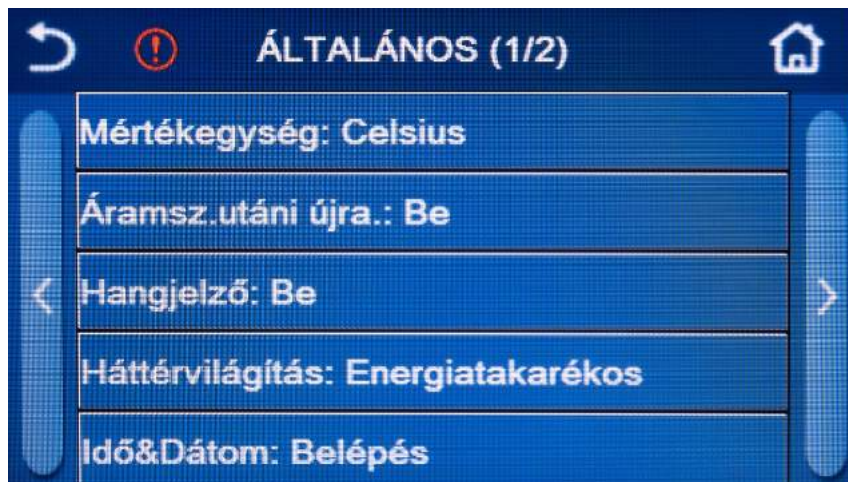 ÁLTALÁNOS (1/2)
Mértékegység: Celsius
Áramsz.utáni újra.: Be
Hangjelző: Be
Háttérvilágítás: Energiatakarékos
Idő&Dátom: Belépés